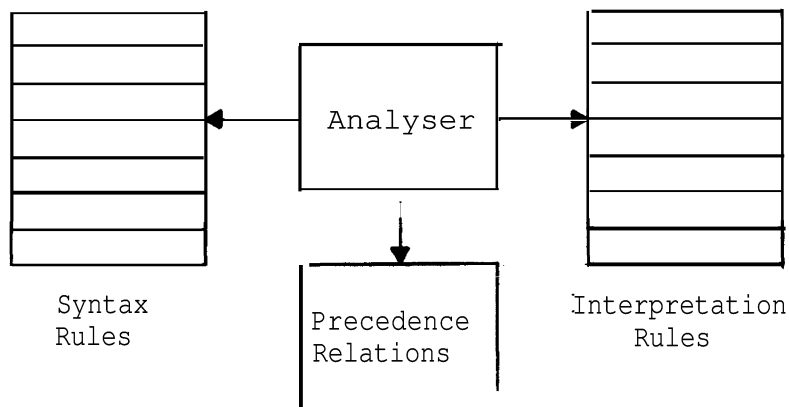 Analyser
Syntax
Rules
Precedence
Relations
Interpretation
Rules